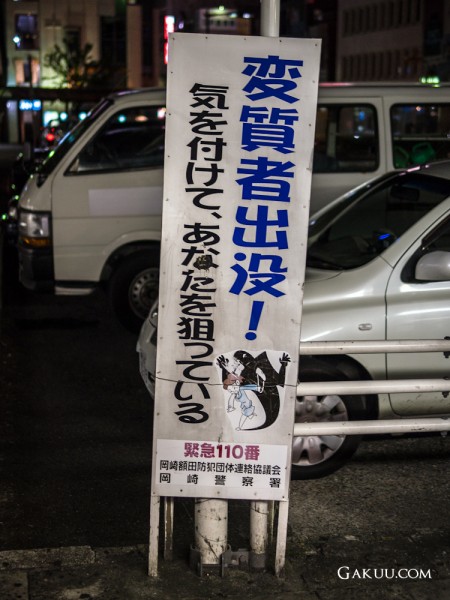 変質者出没!
気を付けて、あなたを狙っている
緊急110番
岡崎額田防犯団体連絡協議会
岡崎警察署
GAKUU.COM